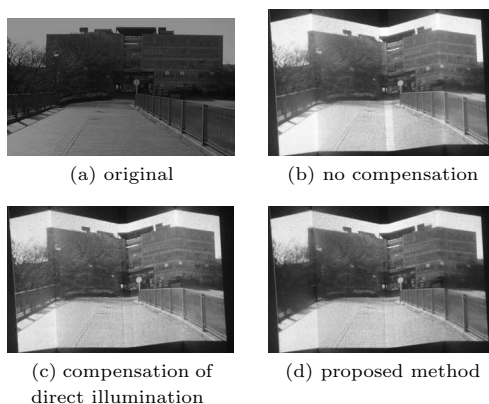 (a) original
(b) no compensation
(c) compensation of
direct illumination
(d) proposed method